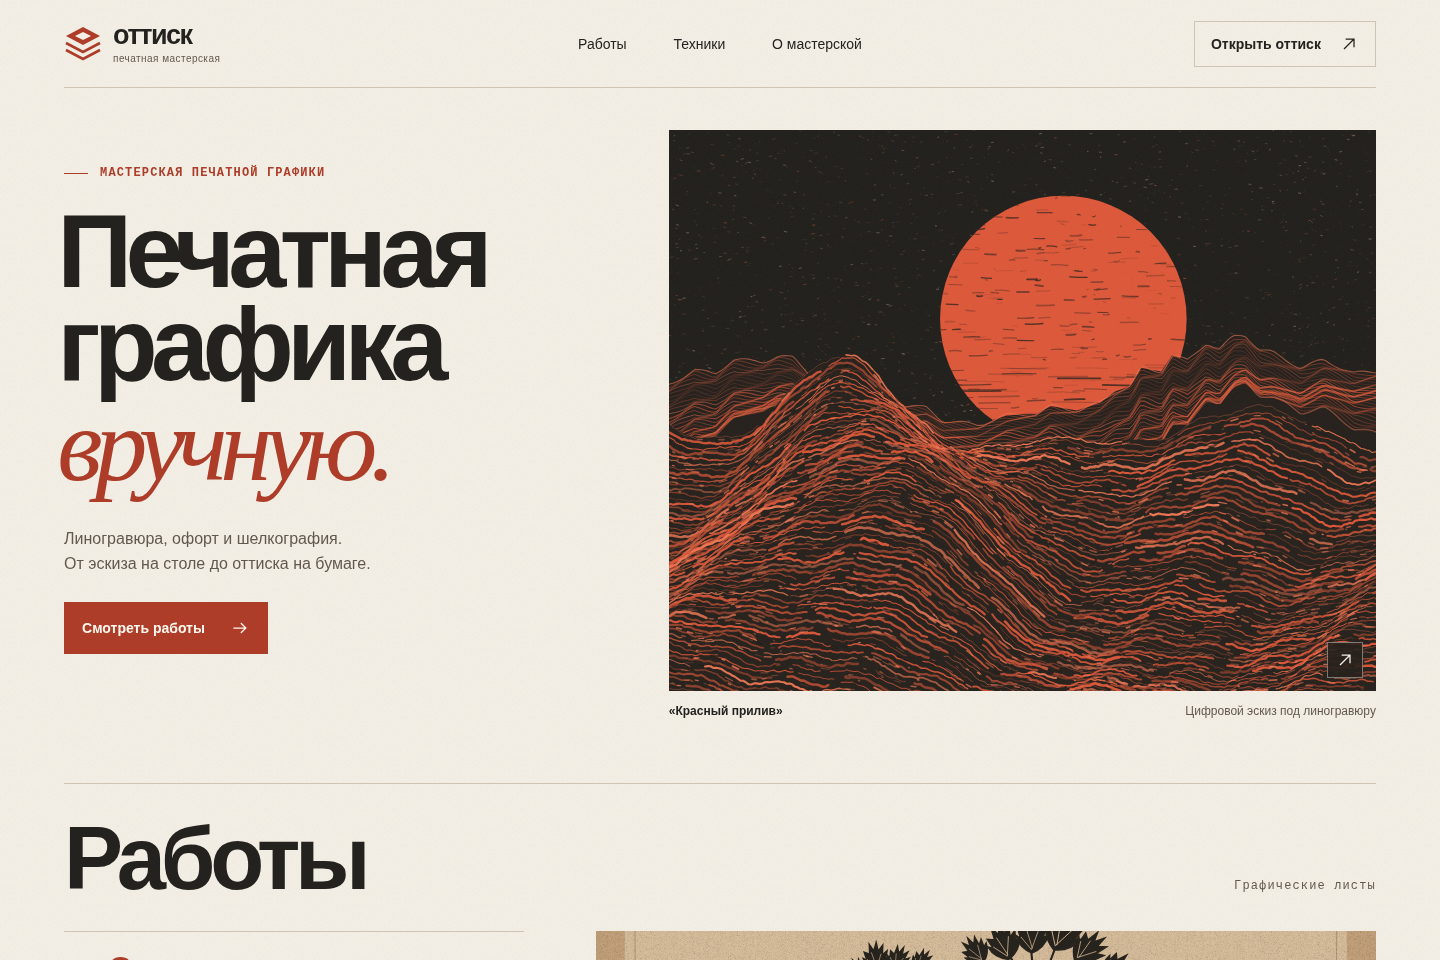 оттиск
печатная мастерская
Работы
Техники
О мастерской
Открыть оттиск
МАСТЕРСКАЯ ПЕЧАТНОЙ ГРАФИКИ
Печатная
графика
вручную.
Линогравюра, офорт и шелкография.
От эскиза на столе до оттиска на бумаге.
Смотреть работы
«Красный прилив»
Цифровой эскиз под линогравюру
Работы
Графические листы